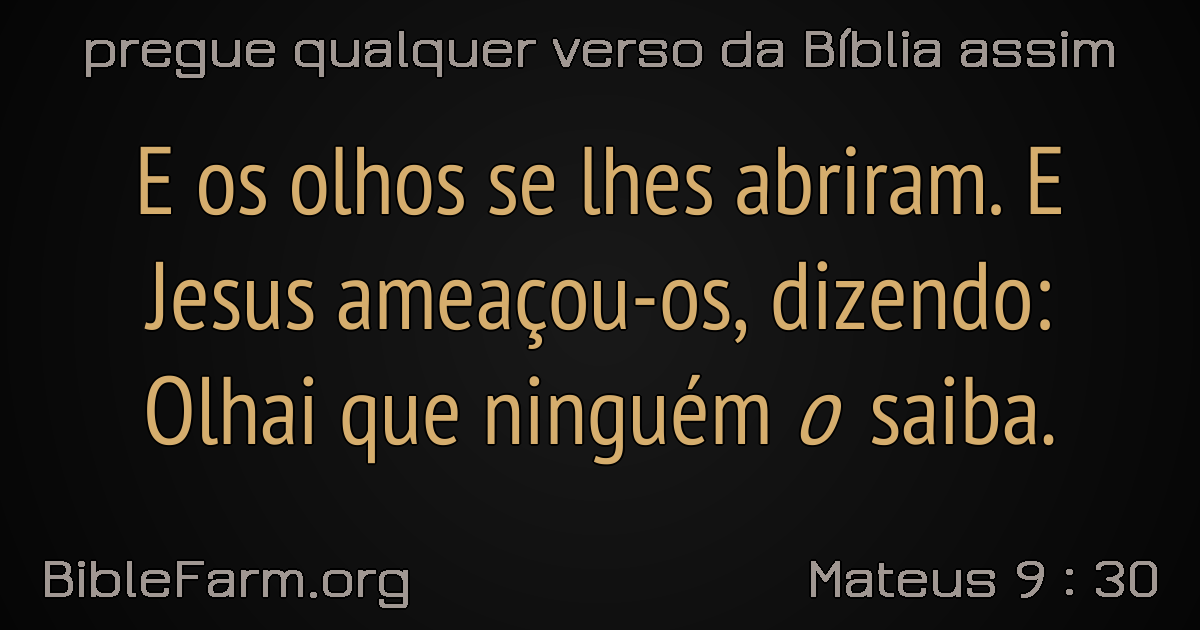 pregue qualquer verso da Bíblia assim
E os olhos se lhes abriram. E
Jesus ameaçou-os, dizendo:
Olhai que ninguém o saiba.
BibleFarm.org
Mateus 9 : 30